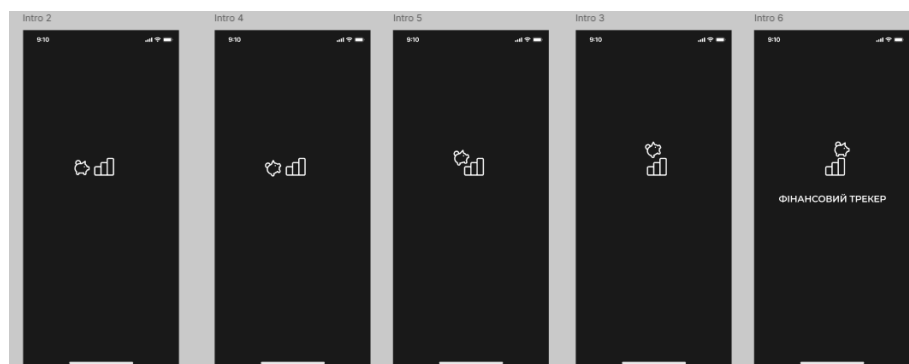 Intro 2
Intro 4
Intro 5
Intro 3
Intro 6
9:10
9:10
9:10
9:10
9:10
ФІНАНСОВИЙ ТРЕКЕР